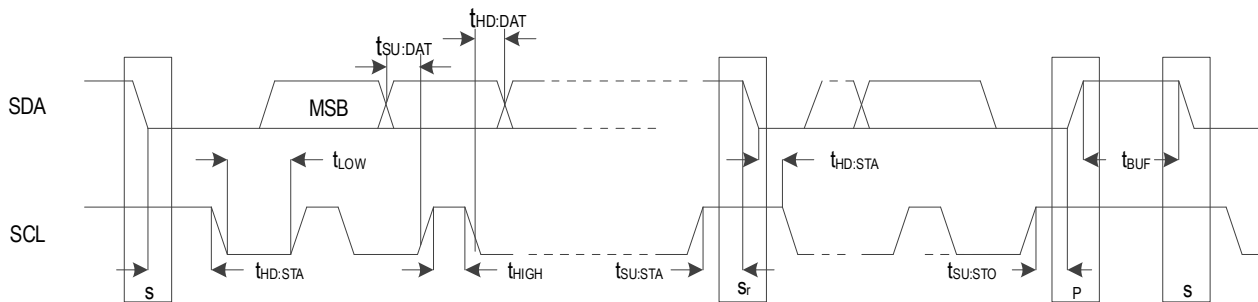 tHD:DAT
tSU:DAT
SDA
MSB
tLOW
tHD:STA
tBUF
SCL
tHD:STA
tHIGH
tSU:STA
tSU:STO
S
Sr
P
S